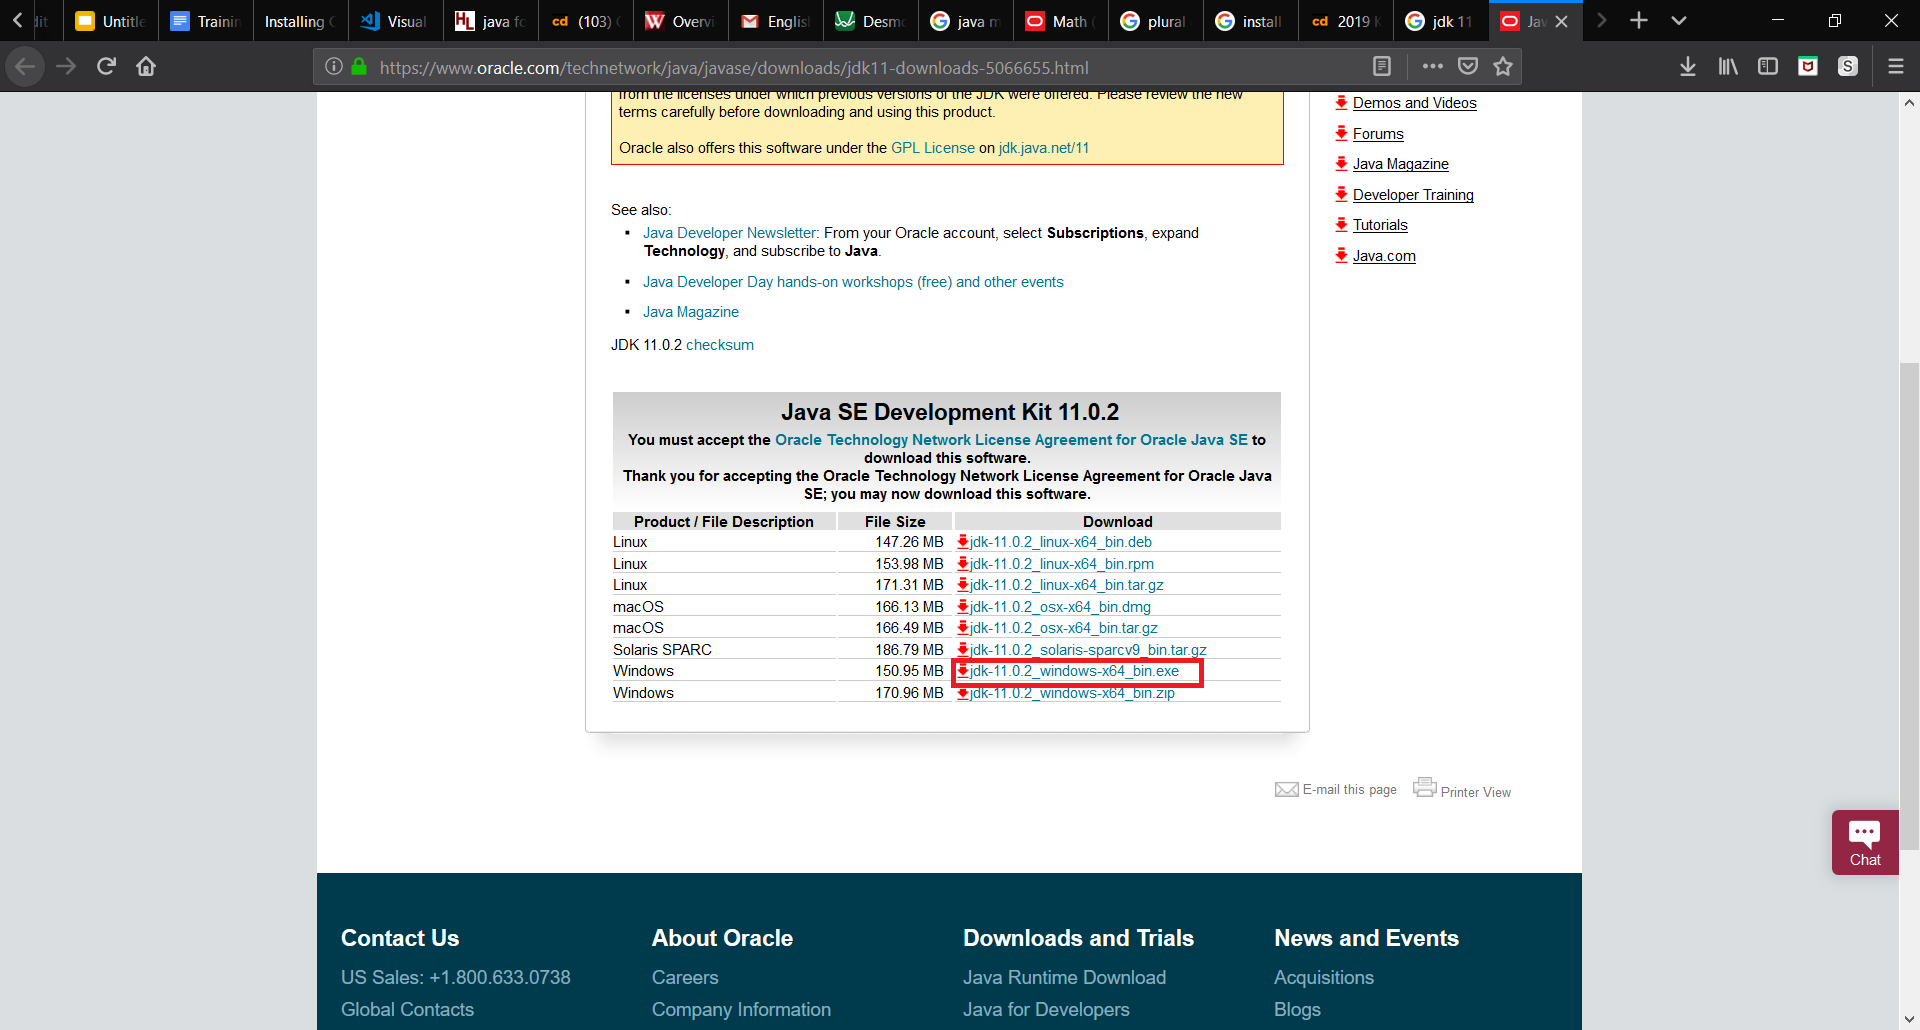 Untitle
Trainin
Installing
Visual
java fo
(103)
Overvi
English
Desmo
java m
Math
plural
install
2019
jdk 11
Jav
https://www.oracle.com/technetwork/java/javase/downloads/jdk11-downloads-5066655.html
from the licenses under which previous versions of the JDK were offered. Please review the new
terms carefully before downloading and using this product.
Oracle also offers this software under the GPL License on jdk.java.net/11
Demos and Videos
Forums
Java Magazine
Developer Training
Tutorials
Java.com
See also:
Java Developer Newsletter: From your Oracle account, select Subscriptions, expand
Technology, and subscribe to Java.
Java Developer Day hands-on workshops (free) and other events
Java Magazine
JDK 11.0.2 checksum
Java SE Development Kit 11.0.2
You must accept the Oracle Technology Network License Agreement for Oracle Java SE to
download this software.
Thank you for accepting the Oracle Technology Network License Agreement for Oracle Java
SE; you may now download this software.
Product / File Description File Size Download
Linux 147.26 MB jdk-11.0.2_linux-x64_bin.deb
Linux 153.98 MB jdk-11.0.2_linux-x64_bin.rpm
Linux 171.31 MB jdk-11.0.2_linux-x64_bin.tar.gz
macOS 166.13 MB jdk-11.0.2_osx-x64_bin.dmg
macOS 166.49 MB jdk-11.0.2_osx-x64_bin.tar.gz
Solaris SPARC 186.79 MB jdk-11.0.2_solaris-sparcv9_bin.tar.gz
Windows 150.95 MB jdk-11.0.2_windows-x64_bin.exe
Windows 170.96 MB jdk-11.0.2_windows-x64_bin.zip
E-mail this page Printer View
Chat
Contact Us
US Sales: +1.800.633.0738
Global Contacts
About Oracle
Careers
Company Information
Downloads and Trials
Java Runtime Download
Java for Developers
News and Events
Acquisitions
Blogs